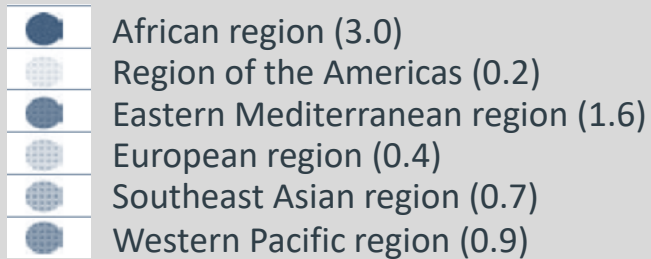 African region (3.0)
Region of the Americas (0.2)
Eastern Mediterranean region (1.6)
European region (0.4)
Southeast Asian region (0.7)
Western Pacific region (0.9)